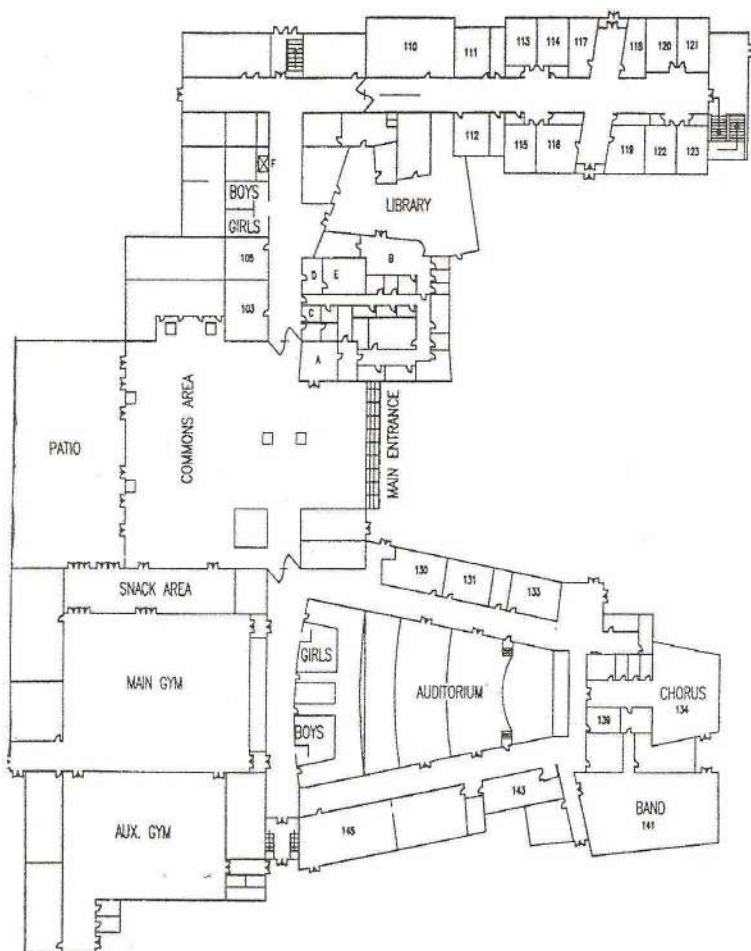 110
111
113
114
117
118
120
121
112
115
116
119
122
123
F
BOYS
GIRLS
LIBRARY
105
103
D
E
B
C
A
PATIO
COMMONS AREA
MAIN ENTRANCE
SNACK AREA
130
131
133
MAIN GYM
GIRLS
BOYS
AUDITORIUM
CHORUS
134
139
AUX. GYM
145
143
BAND
141